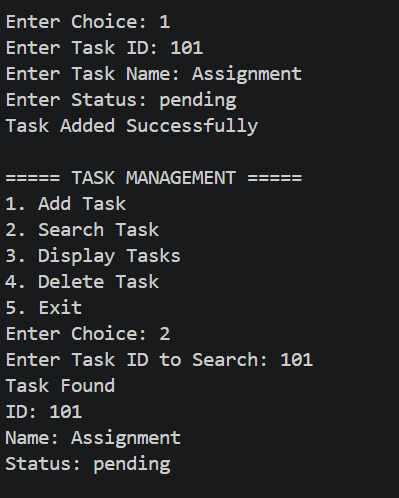 Enter Choice: 1
Enter Task ID: 101
Enter Task Name: Assignment
Enter Status: pending
Task Added Successfully

===== TASK MANAGEMENT =====
1. Add Task
2. Search Task
3. Display Tasks
4. Delete Task
5. Exit
Enter Choice: 2
Enter Task ID to Search: 101
Task Found
ID: 101
Name: Assignment
Status: pending